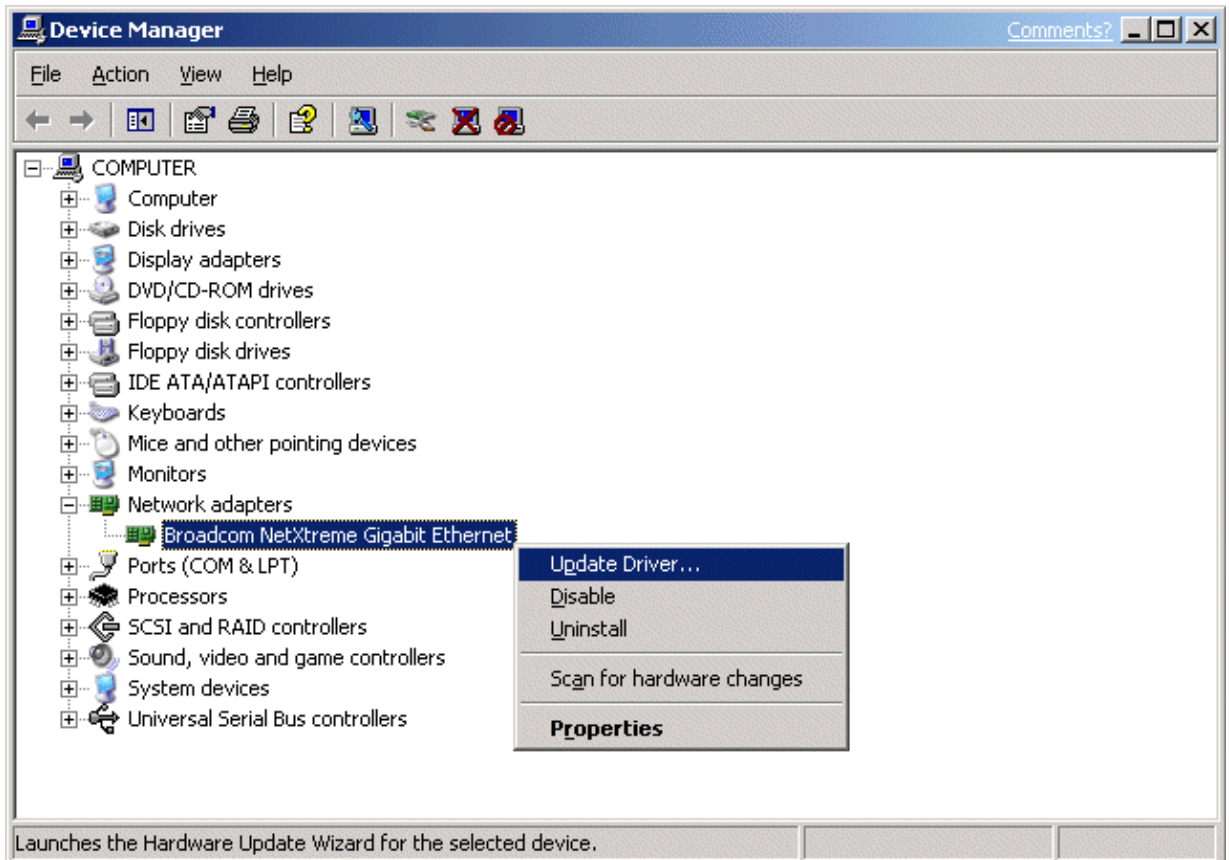 Device Manager Comments?
File Action View Help
COMPUTER
Computer
Disk drives
Display adapters
DVD/CD-ROM drives
Floppy disk controllers
Floppy disk drives
IDE ATA/ATAPI controllers
Keyboards
Mice and other pointing devices
Monitors
Network adapters
Broadcom NetXtreme Gigabit Ethernet
Ports (COM & LPT)
Processors
SCSI and RAID controllers
Sound, video and game controllers
System devices
Universal Serial Bus controllers
Update Driver...
Disable
Uninstall
Scan for hardware changes
Properties
Launches the Hardware Update Wizard for the selected device.